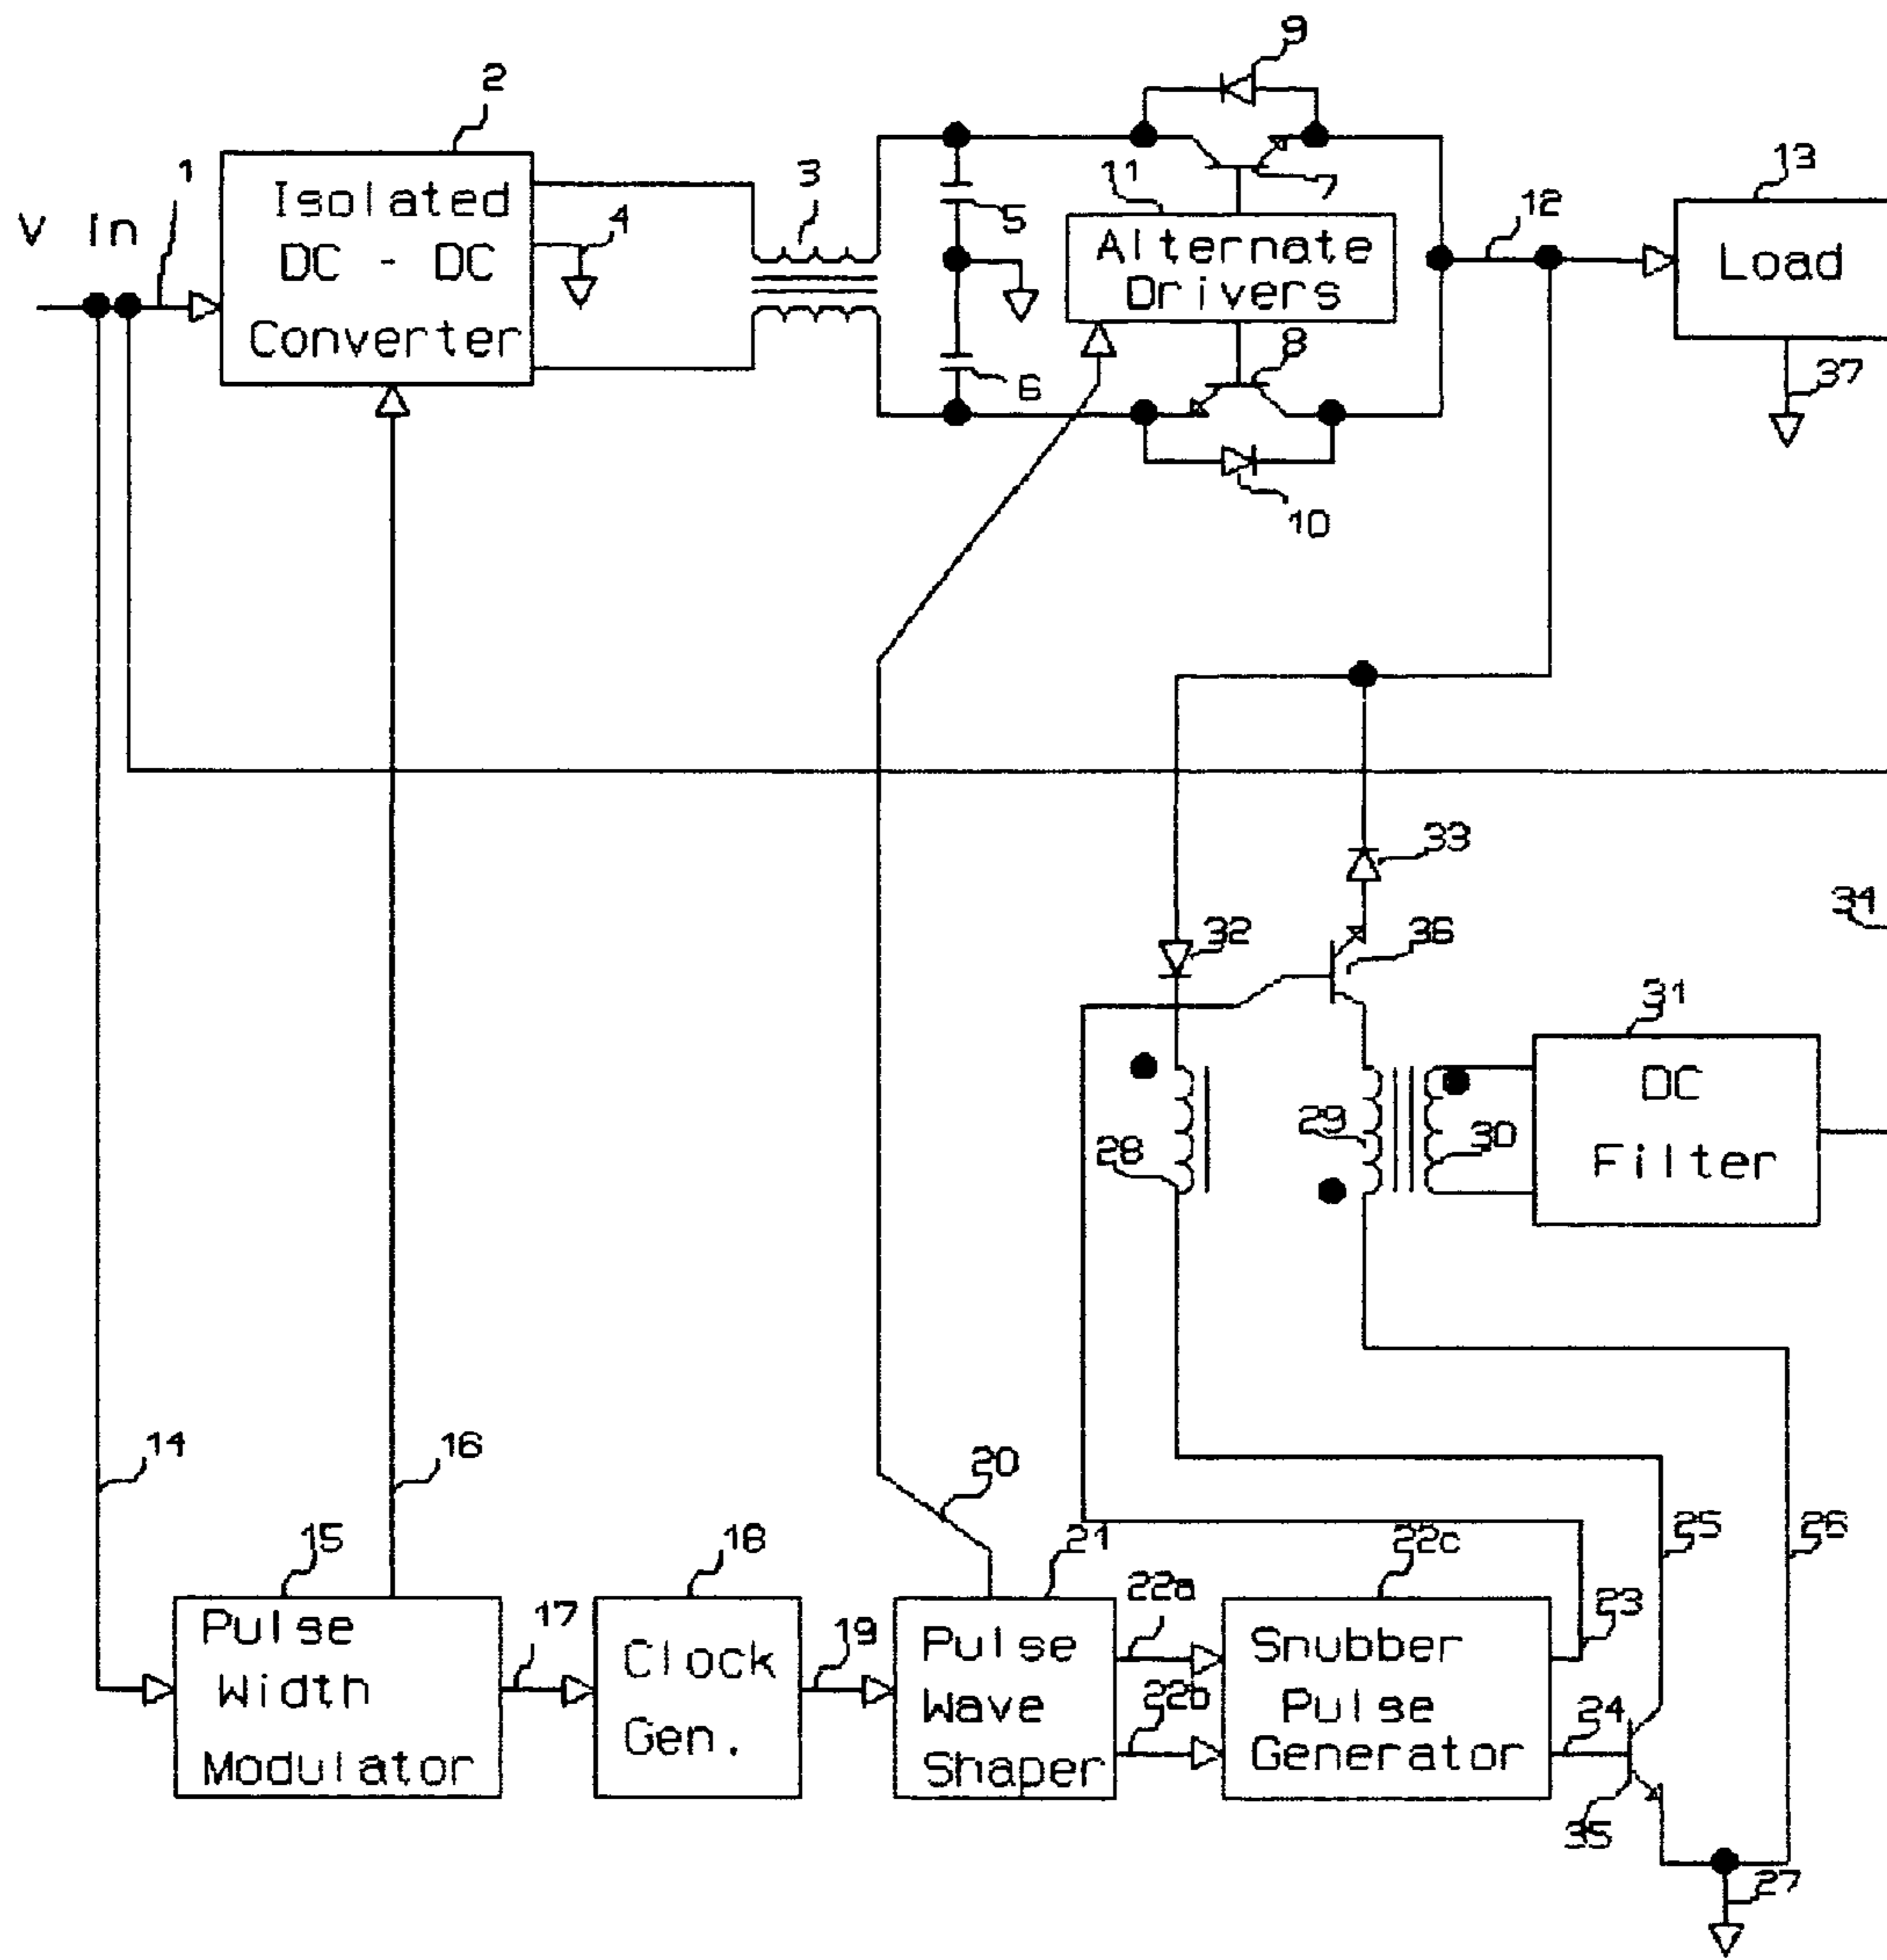 9
2
1
3
11
7
13
V in
Isolated
DC - DC
Converter
4
5
Alternate
Drivers
12
Load
8
6
37
10
33
32
36
34
31
DC
Filter
28
29
30
14
16
20
15
18
21
22c
25
26
Pulse
Width
Modulator
17
Clock
Gen.
19
Pulse
Wave
Shaper
22a
22b
Snubber
Pulse
Generator
23
24
35
27